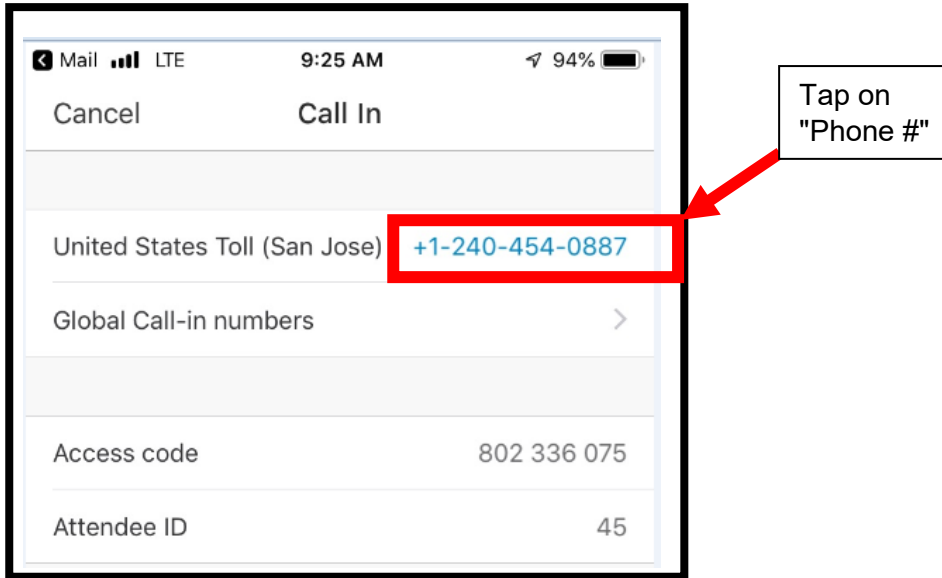 Mail LTE 9:25 AM 94%
Cancel Call In
Tap on
"Phone #"
United States Toll (San Jose) +1-240-454-0887
Global Call-in numbers
Access code 802 336 075
Attendee ID 45